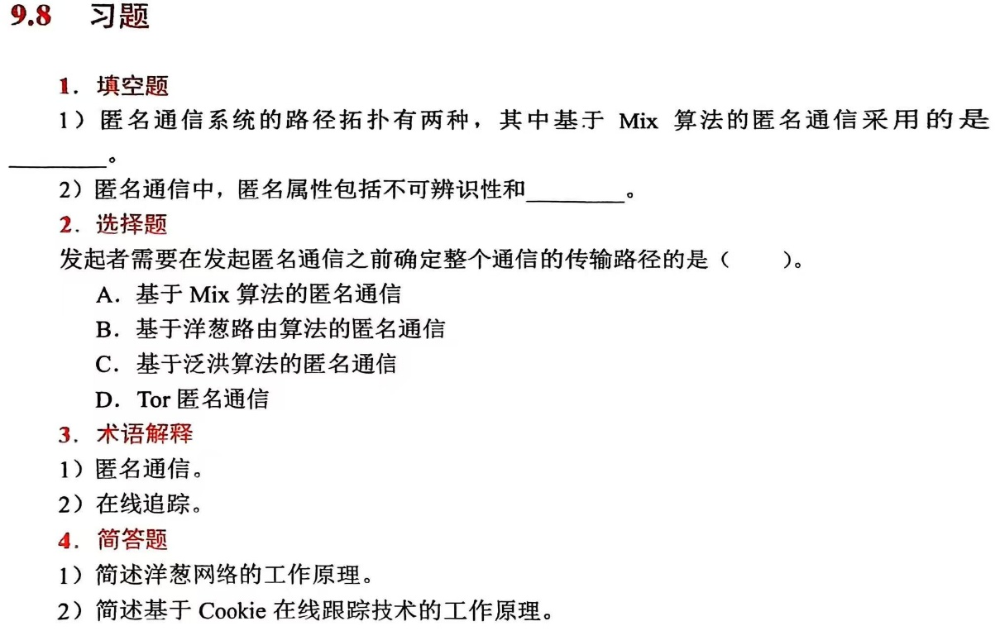 9.8 习题
1. 填空题
1）匿名通信系统的路径拓扑有两种，其中基于 Mix 算法的匿名通信采用的是
________。
2）匿名通信中，匿名属性包括不可辨识性和________。
2. 选择题
发起者需要在发起匿名通信之前确定整个通信的传输路径的是（ ）。
A. 基于 Mix 算法的匿名通信
B. 基于洋葱路由算法的匿名通信
C. 基于泛洪算法的匿名通信
D. Tor 匿名通信
3. 术语解释
1）匿名通信。
2）在线追踪。
4. 简答题
1）简述洋葱网络的工作原理。
2）简述基于 Cookie 在线跟踪技术的工作原理。